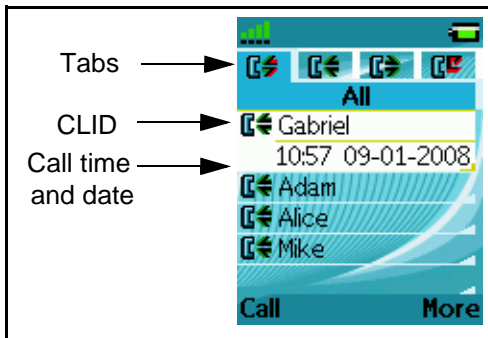 Tabs
All
CLID
Gabriel
Call time
and date
10:57 09-01-2008
Adam
Alice
Mike
Call More